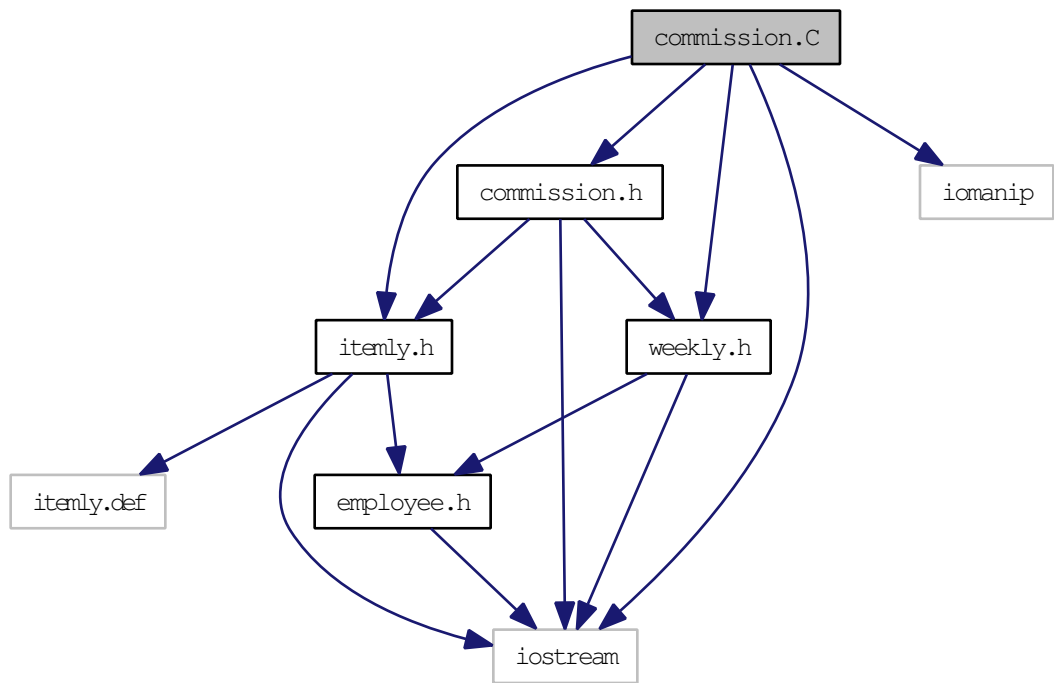 commission.C
commission.h
iomanip
itemly.h
weekly.h
itemly.def
employee.h
iostream